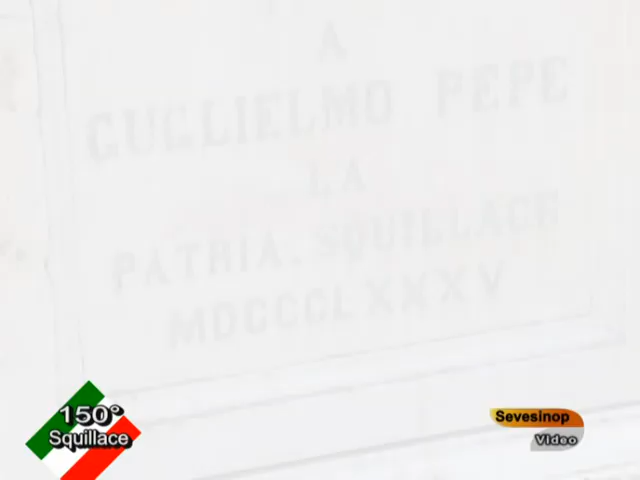 A
GUGLIELMO PEPE
LA
PATRIA. SQUILLACE
MDCCCLXXXV
150°
Squillace
Sevesinop
Video